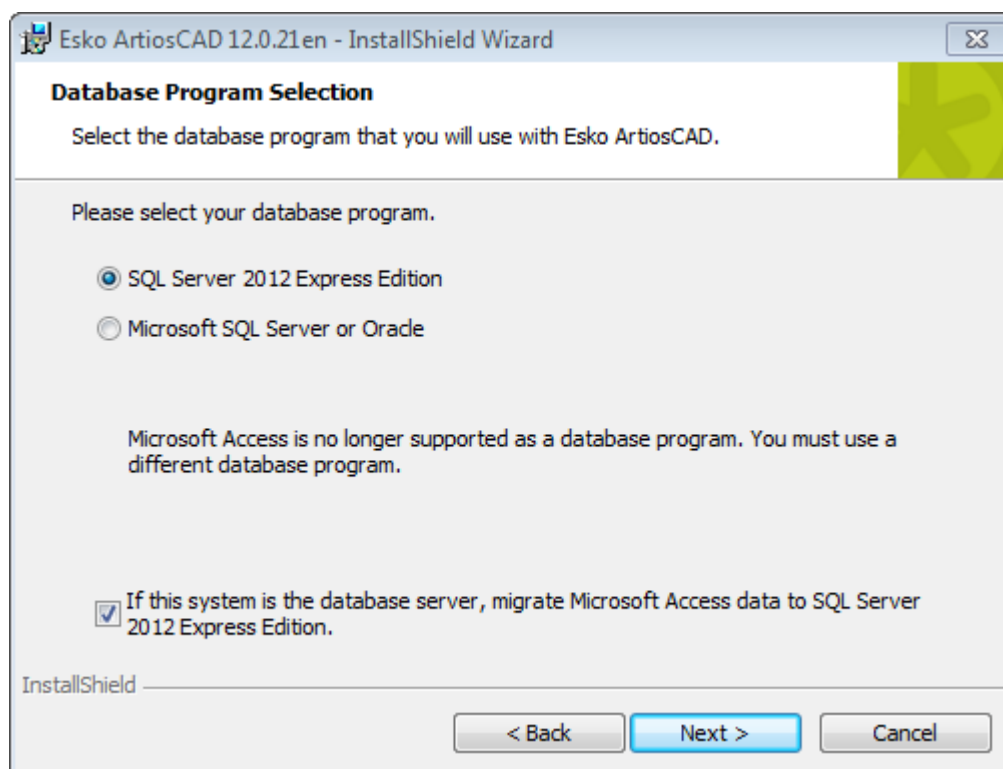 Esko ArtiosCAD 12.0.21en - InstallShield Wizard
Database Program Selection
Select the database program that you will use with Esko ArtiosCAD.
Please select your database program.
SQL Server 2012 Express Edition
Microsoft SQL Server or Oracle
Microsoft Access is no longer supported as a database program. You must use a
different database program.
If this system is the database server, migrate Microsoft Access data to SQL Server
2012 Express Edition.
InstallShield
< Back
Next >
Cancel